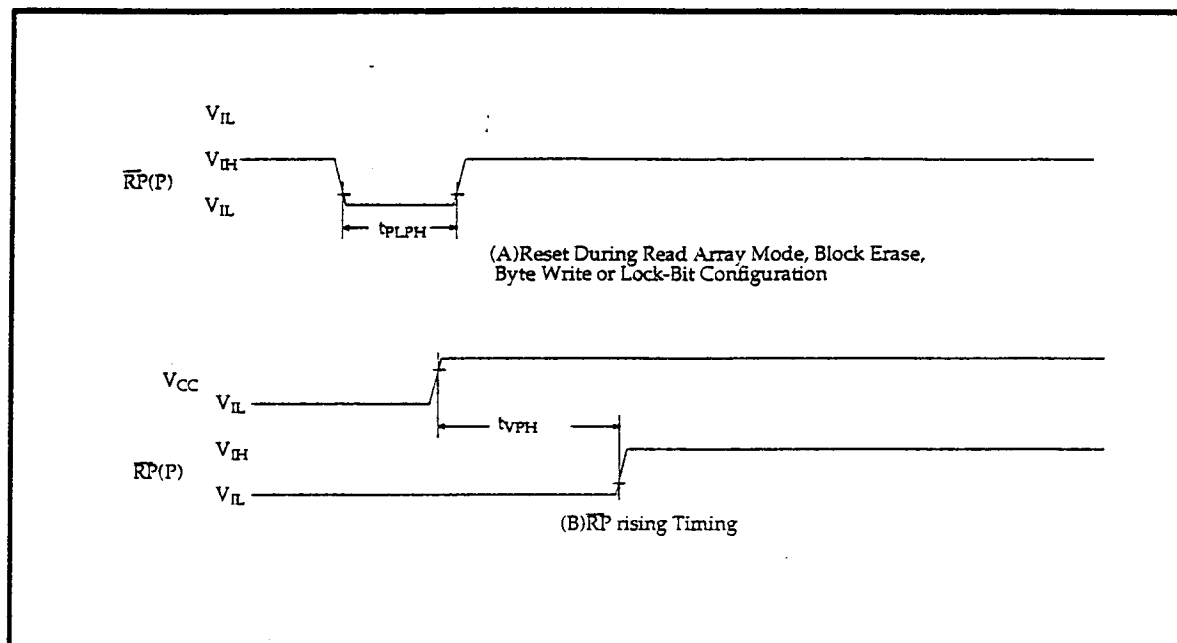 VIL
VIH
RP(P)
VIL
tPLPH
(A)Reset During Read Array Mode, Block Erase,
Byte Write or Lock-Bit Configuration
VCC
VIL
tVPH
VIH
RP(P)
VIL
(B)RP rising Timing